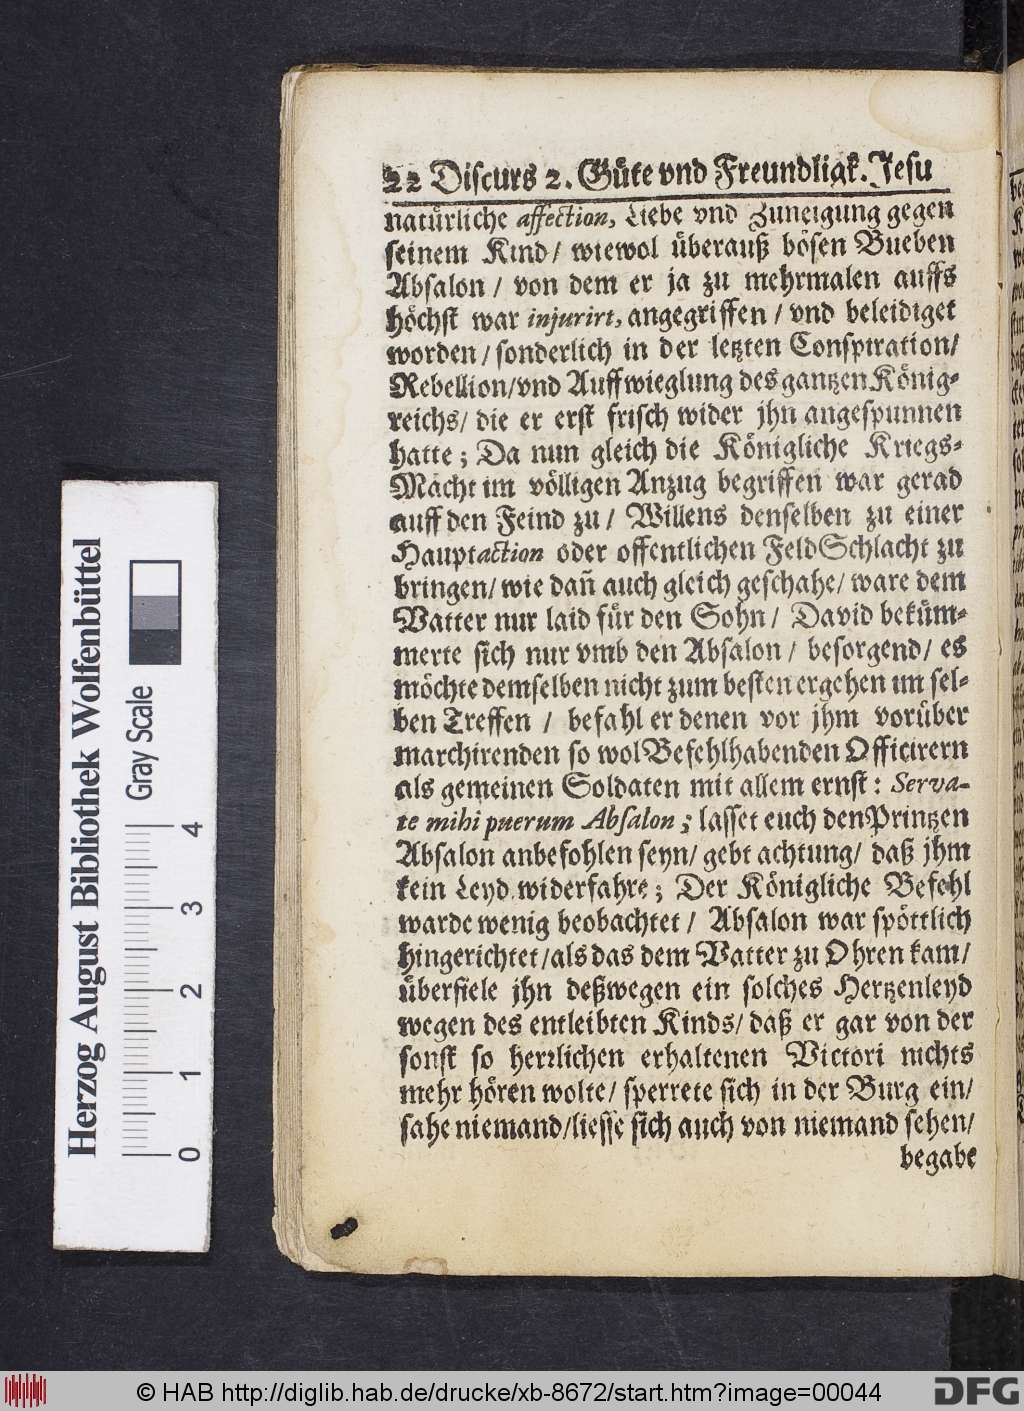 22 Discurs 2. Güte vnd Freundligk. Jesu
natürliche affection, Liebe vnd Zuneigung gegen
seinem Kind / wiewol überauß bösen Bueben
Absalon / von dem er ja zu mehrmalen auffs
höchst war injurirt, angegriffen / vnd beleidiget
worden / sonderlich in der letzten Conspiration /
Rebellion / vnd Auffwieglung des gantzen König-
reichs / die er erst frisch wider jhn angespunnen
hatte ; Da nun gleich die Königliche Kriegs-
Macht im völligen Anzug begriffen war gerad
auff den Feind zu / Willens denselben zu einer
Hauptaction oder offentlichen FeldSchlacht zu
bringen / wie dañ auch gleich geschahe / ware dem
Vatter nur laid für den Sohn / David beküm-
merte sich nur vmb den Absalon / besorgend / es
möchte demselben nicht zum besten ergehen im sel-
ben Treffen / befahl er denen vor jhm vorüber
marchirenden so wol Befehlhabenden Officirern
als gemeinen Soldaten mit allem ernst : Serva-
te mihi puerum Absalon ; lasset euch den Printzen
Absalon anbefohlen seyn / gebt achtung / daß jhm
kein Leyd widerfahre ; Der Königliche Befehl
warde wenig beobachtet / Absalon war spöttlich
hingerichtet / als das dem Vatter zu Ohren kam /
überfiele jhn deßwegen ein solches Hertzenleyd
wegen des entleibten Kinds / daß er gar von der
sonst so herrlichen erhaltenen Victori nichts
mehr hören wolte / sperrete sich in der Burg ein /
sahe niemand / liesse sich auch von niemand sehen /
begabe
Herzog August Bibliothek Wolfenbüttel
Gray Scale
0 1 2 3 4
© HAB http://diglib.hab.de/drucke/xb-8672/start.htm?image=00044
DFG